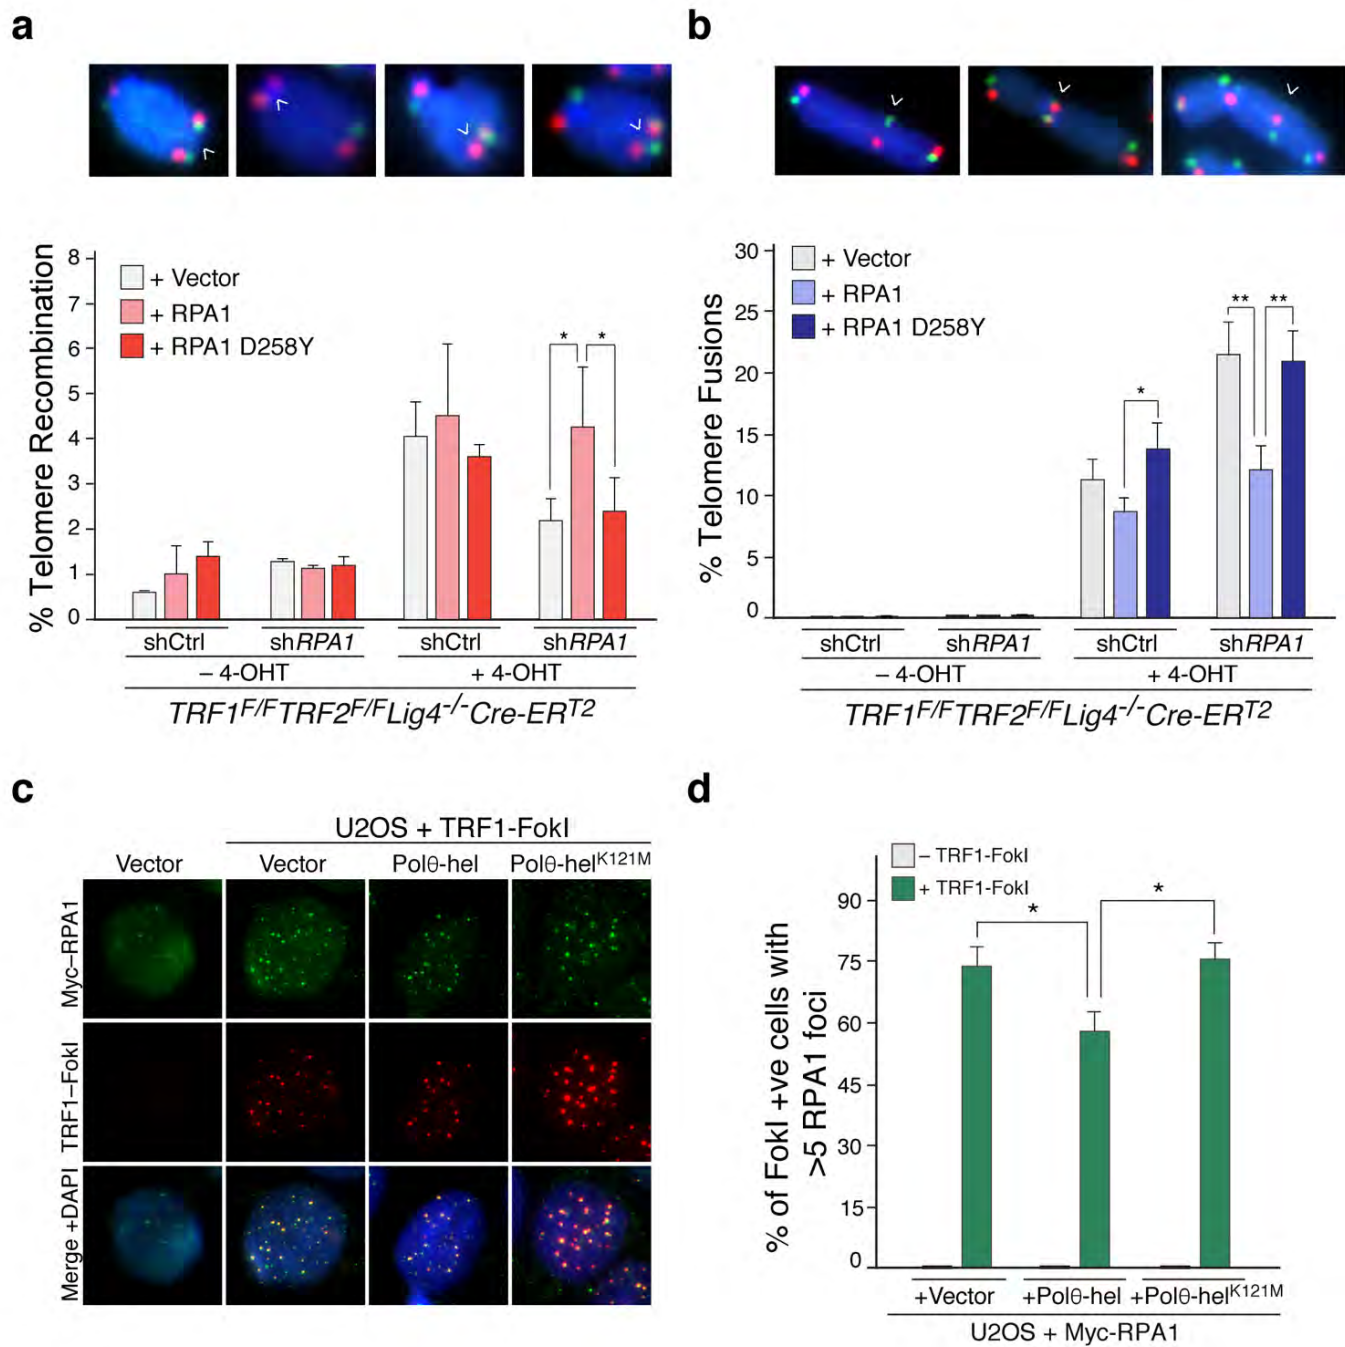 a
% Telomere Recombination
8
7
6
5
4
3
2
1
0
+ Vector
+ RPA1
+ RPA1 D258Y
* *
shCtrl shRPA1 shCtrl shRPA1
– 4-OHT + 4-OHT
TRF1F/FTRF2F/FLig4-/-Cre-ERT2
b
% Telomere Fusions
30
25
20
15
10
5
0
+ Vector
+ RPA1
+ RPA1 D258Y
* ** **
shCtrl shRPA1 shCtrl shRPA1
– 4-OHT + 4-OHT
TRF1F/FTRF2F/FLig4-/-Cre-ERT2
c
U2OS + TRF1-FokI
Vector Vector Polθ-hel Polθ-helK121M
Myc–RPA1
TRF1–FokI
Merge +DAPI
d
% of FokI +ve cells with
>5 RPA1 foci
– TRF1-FokI
+ TRF1-FokI
90
75
60
45
30
15
0
* *
+Vector +Polθ-hel +Polθ-helK121M
U2OS + Myc-RPA1